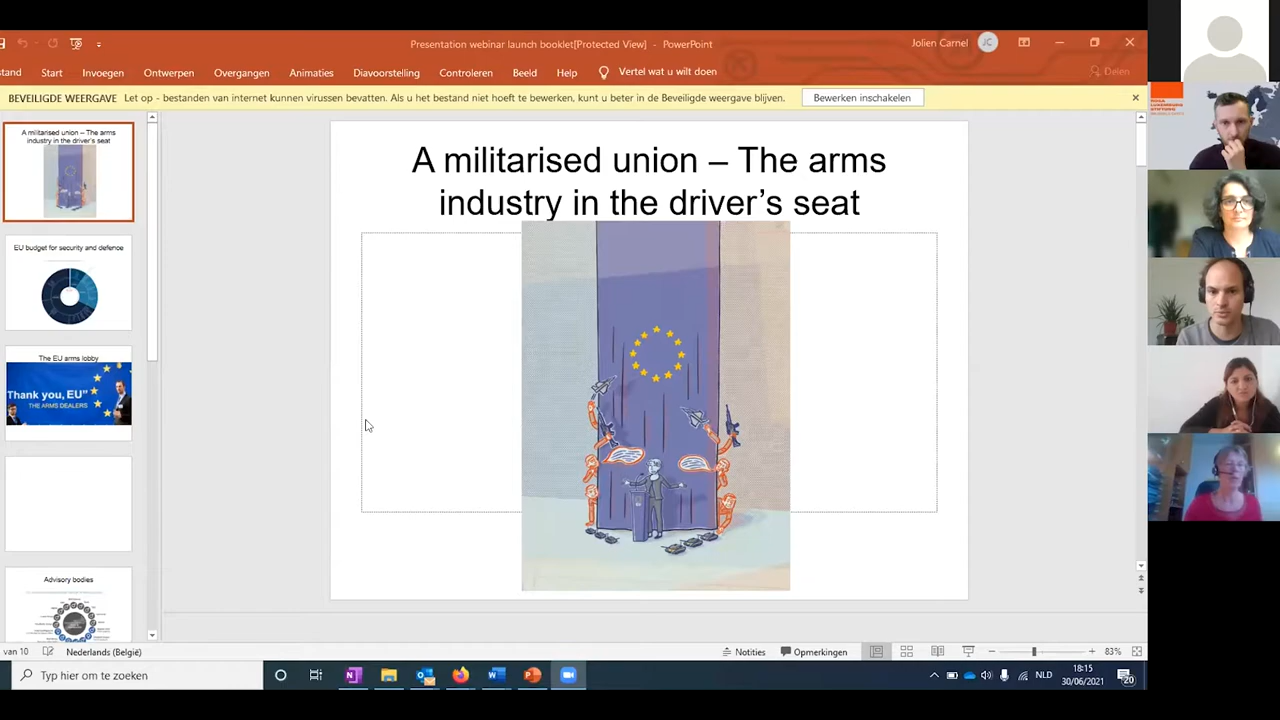 Presentation webinar launch booklet[Protected View] - PowerPoint
Jolien Carnel
JC
Start Invoegen Ontwerpen Overgangen Animaties Diavoorstelling Controleren Beeld Help Vertel wat u wilt doen
Delen
BEVEILIGDE WEERGAVE Let op - bestanden van internet kunnen virussen bevatten. Als u het bestand niet hoeft te bewerken, kunt u beter in de Beveiligde weergave blijven. Bewerken inschakelen
A militarised union – The arms
industry in the driver's seat
EU budget for security and defence
The EU arms lobby
Thank you, EU”
THE ARMS DEALERS
Advisory bodies
A militarised union – The arms
industry in the driver’s seat
ROSA
LUXEMBURG
STIFTUNG
van 10 Nederlands (België) Notities Opmerkingen 83%
Typ hier om te zoeken
NLD
18:15
30/06/2021
20